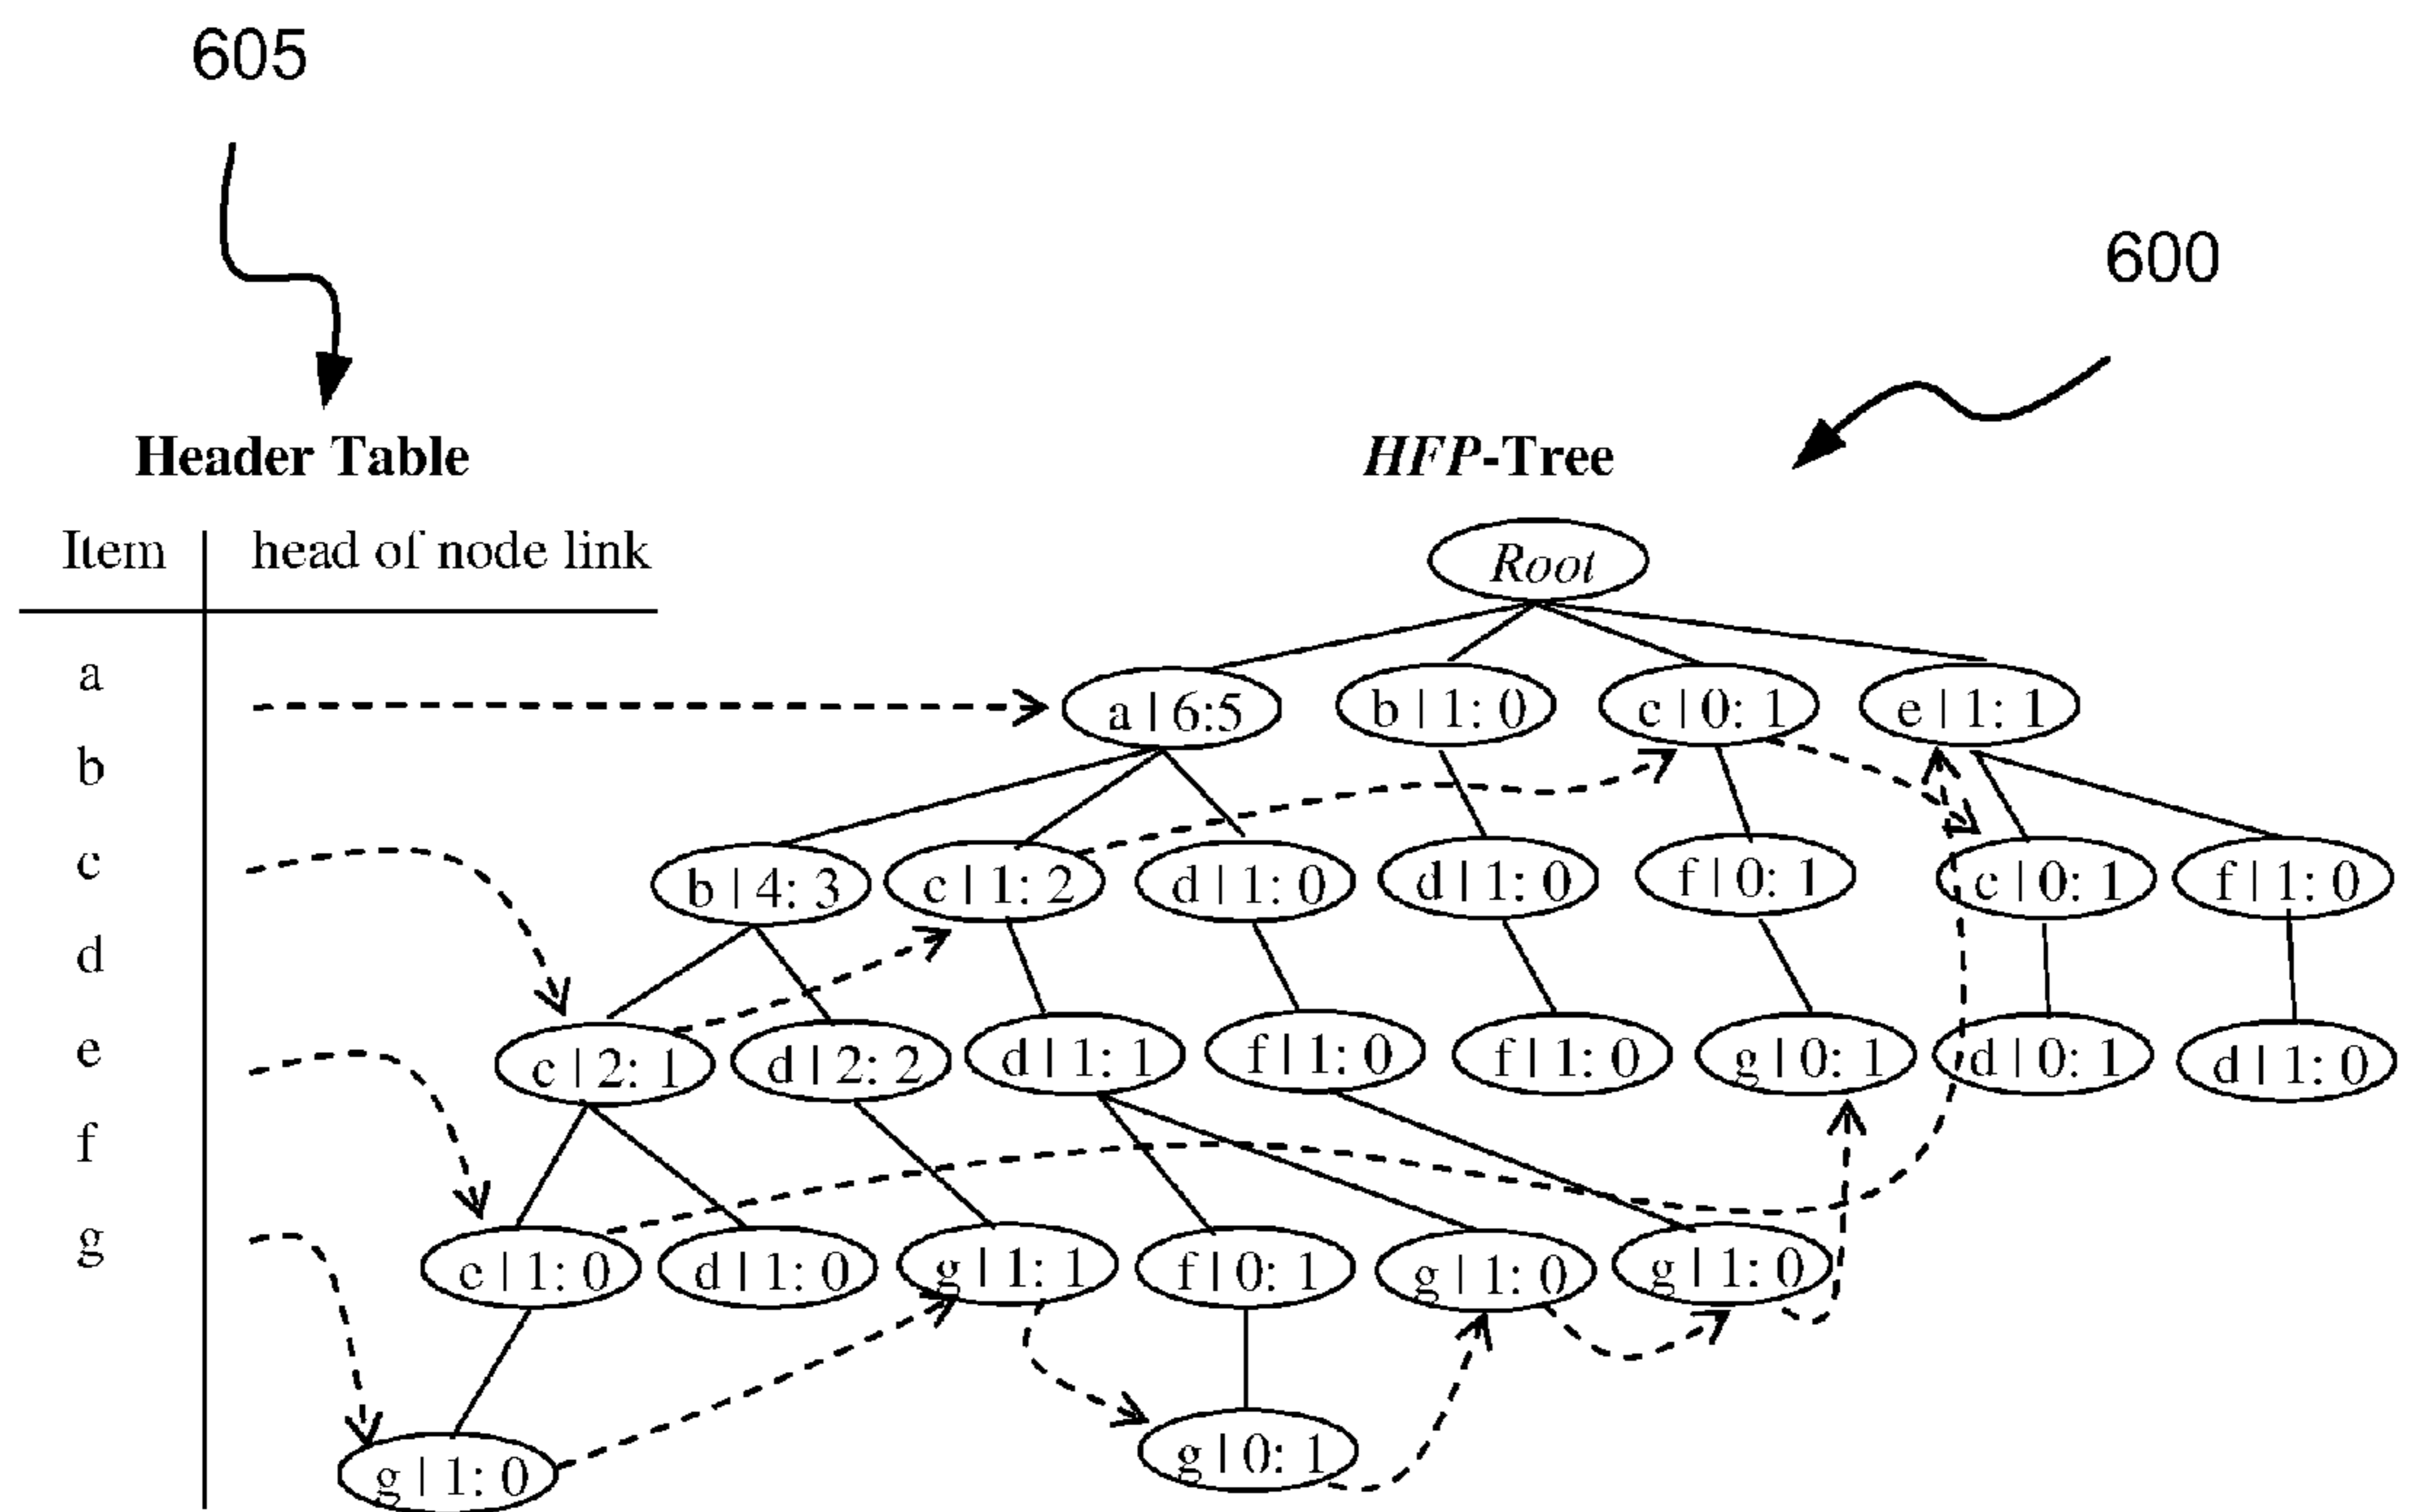 605
600
Header Table
HFP-Tree
Item head of node link
Root
a
a | 6:5 b | 1: 0 c | 0: 1 e | 1: 1
b
c
b | 4: 3 c | 1: 2 d | 1: 0 d | 1: 0 f | 0: 1 c | 0: 1 f | 1: 0
d
e
c | 2: 1 d | 2: 2 d | 1: 1 f | 1: 0 f | 1: 0 g | 0: 1 d | 0: 1 d | 1: 0
f
g
c | 1: 0 d | 1: 0 g | 1: 1 f | 0: 1 g | 1: 0 g | 1: 0
g | 1: 0 g | 0: 1